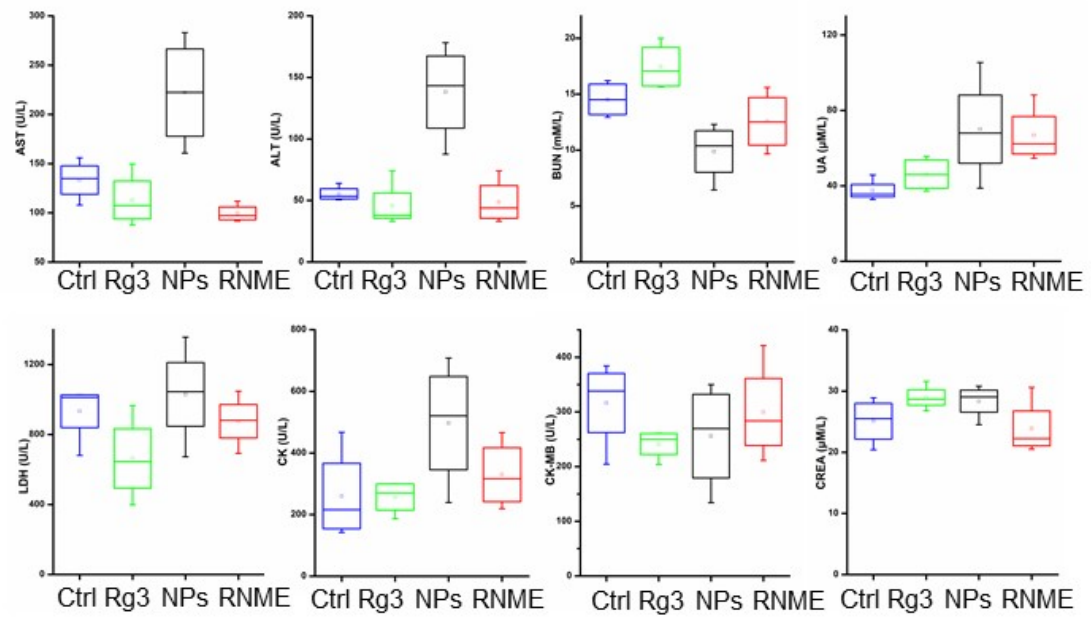 AST (U/L)
300
250
200
150
100
50
Ctrl Rg3 NPs RNME
ALT (U/L)
200
150
100
50
0
Ctrl Rg3 NPs RNME
BUN (mM/L)
20
15
10
5
0
Ctrl Rg3 NPs RNME
UA (μM/L)
120
80
40
0
Ctrl Rg3 NPs RNME
LDH (U/L)
1200
800
400
0
Ctrl Rg3 NPs RNME
CK (U/L)
800
600
400
200
0
Ctrl Rg3 NPs RNME
CK-MB (U/L)
400
300
200
100
0
Ctrl Rg3 NPs RNME
CREA (μM/L)
40
30
20
10
0
Ctrl Rg3 NPs RNME